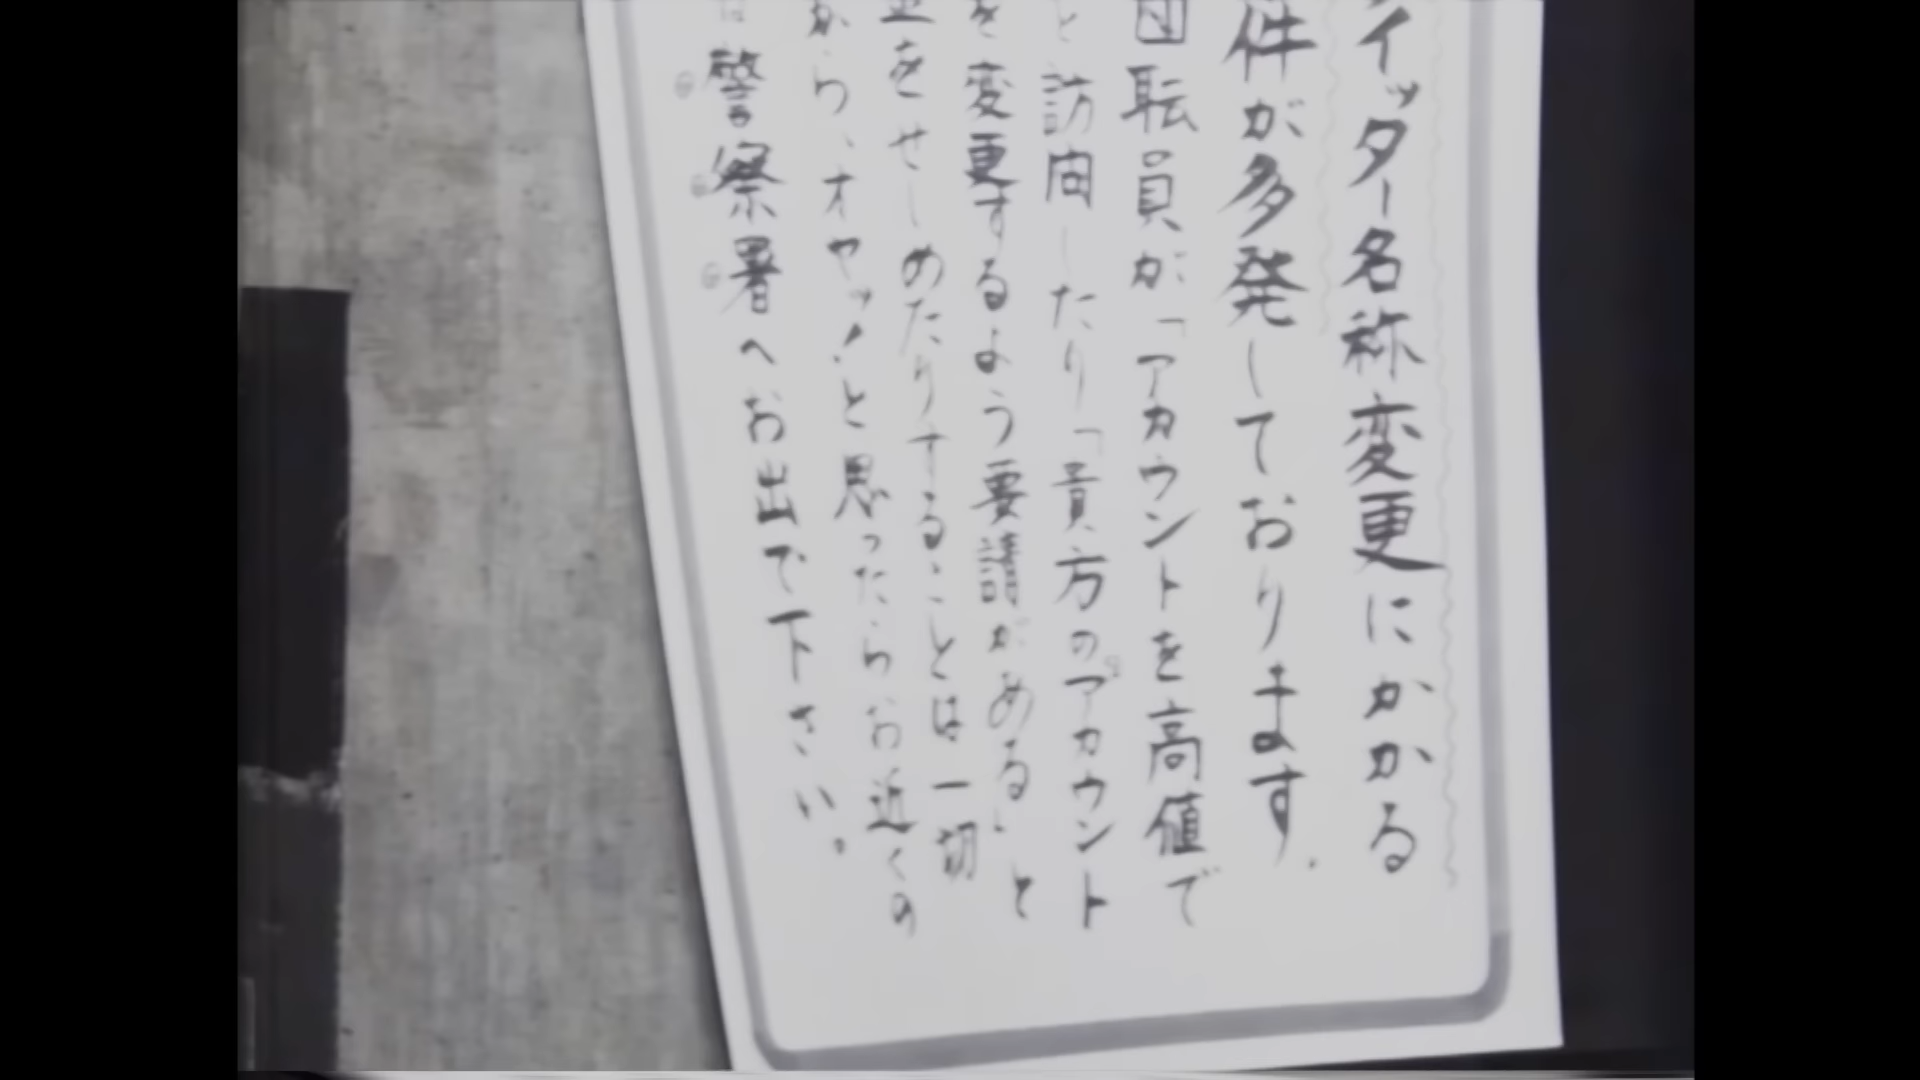 イッター名称変更にかかる
件が多発しております.
団転員が「アカウントを高値で
と訪問したり「貴方のアカウント
を変更するよう要請がある」と
をせしめたりすることは一切
から、オヤッ!と思ったらお近くの
は警察署へお出で下さい。